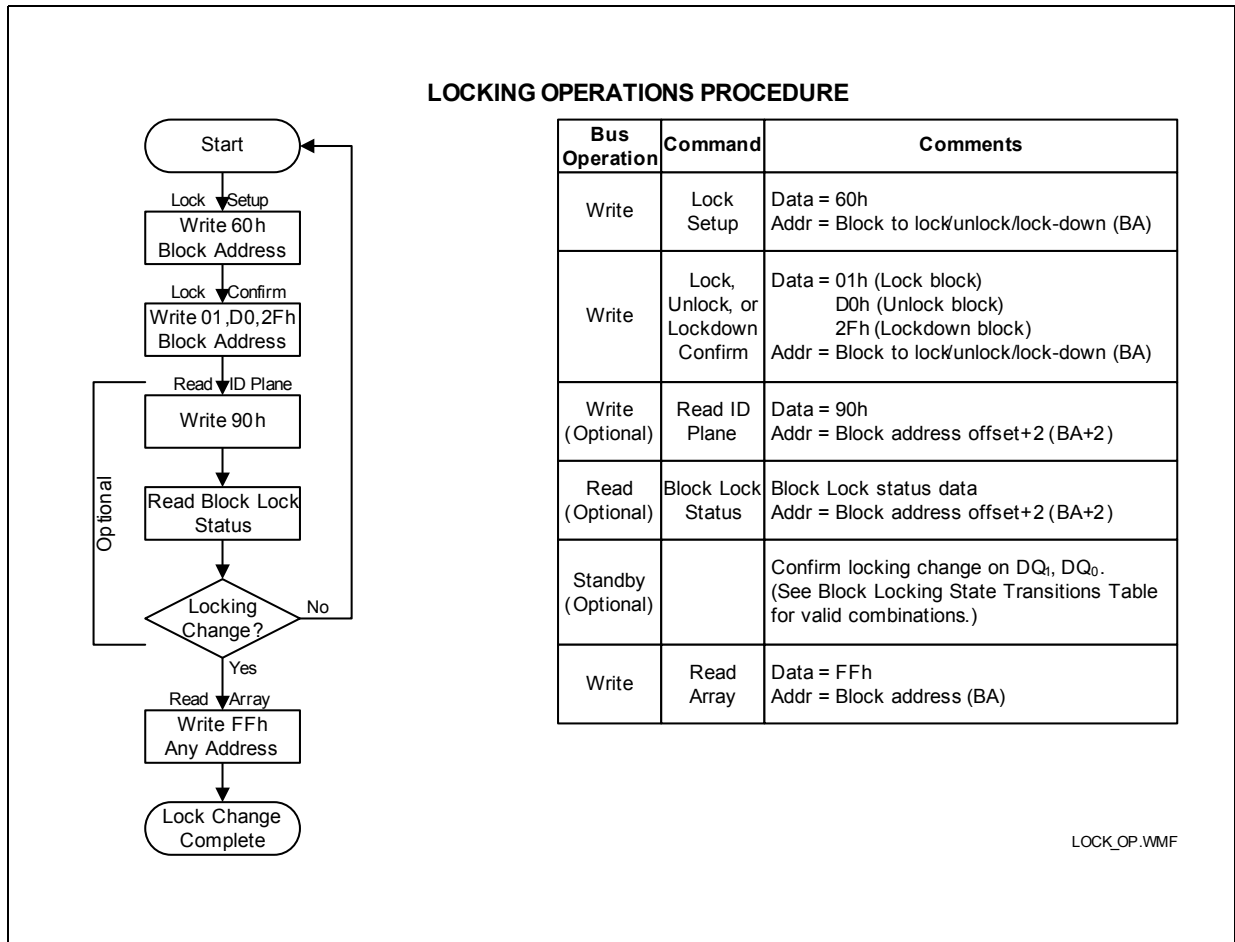 LOCKING OPERATIONS PROCEDURE
Start
Lock Setup
Write 60h
Block Address
Lock Confirm
Write 01,D0,2Fh
Block Address
Read ID Plane
Write 90h
Optional
Read Block Lock
Status
Locking
Change?
No
Yes
Read Array
Write FFh
Any Address
Lock Change
Complete
Bus
Operation
Command
Comments
Write
Lock
Setup
Data = 60h
Addr = Block to lock/unlock/lock-down (BA)
Write
Lock,
Unlock, or
Lockdown
Confirm
Data = 01h (Lock block)
D0h (Unlock block)
2Fh (Lockdown block)
Addr = Block to lock/unlock/lock-down (BA)
Write
(Optional)
Read ID
Plane
Data = 90h
Addr = Block address offset+2 (BA+2)
Read
(Optional)
Block Lock
Status
Block Lock status data
Addr = Block address offset+2 (BA+2)
Standby
(Optional)
Confirm locking change on DQ₁, DQ₀.
(See Block Locking State Transitions Table
for valid combinations.)
Write
Read
Array
Data = FFh
Addr = Block address (BA)
LOCK_OP.WMF